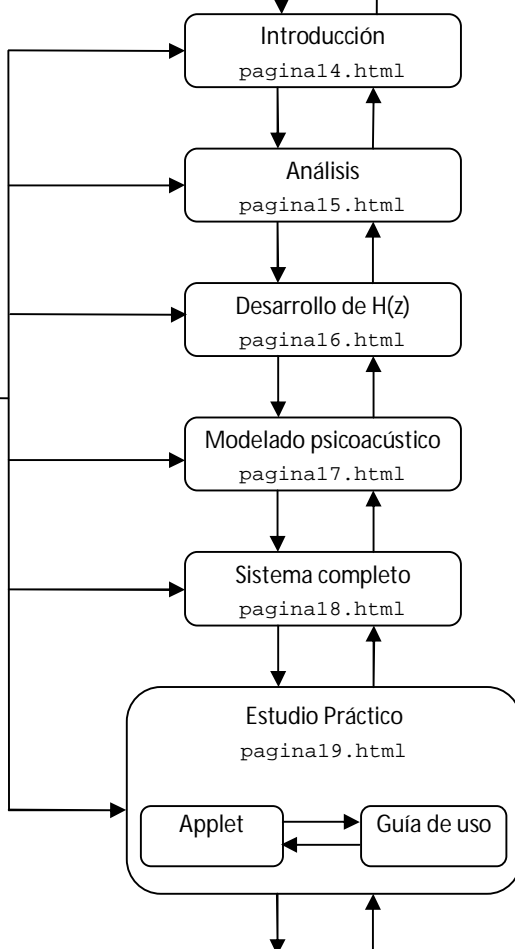 Introducción
pagina14.html
Análisis
pagina15.html
Desarrollo de H(z)
pagina16.html
Modelado psicoacústico
pagina17.html
Sistema completo
pagina18.html
Estudio Práctico
pagina19.html
Applet
Guía de uso